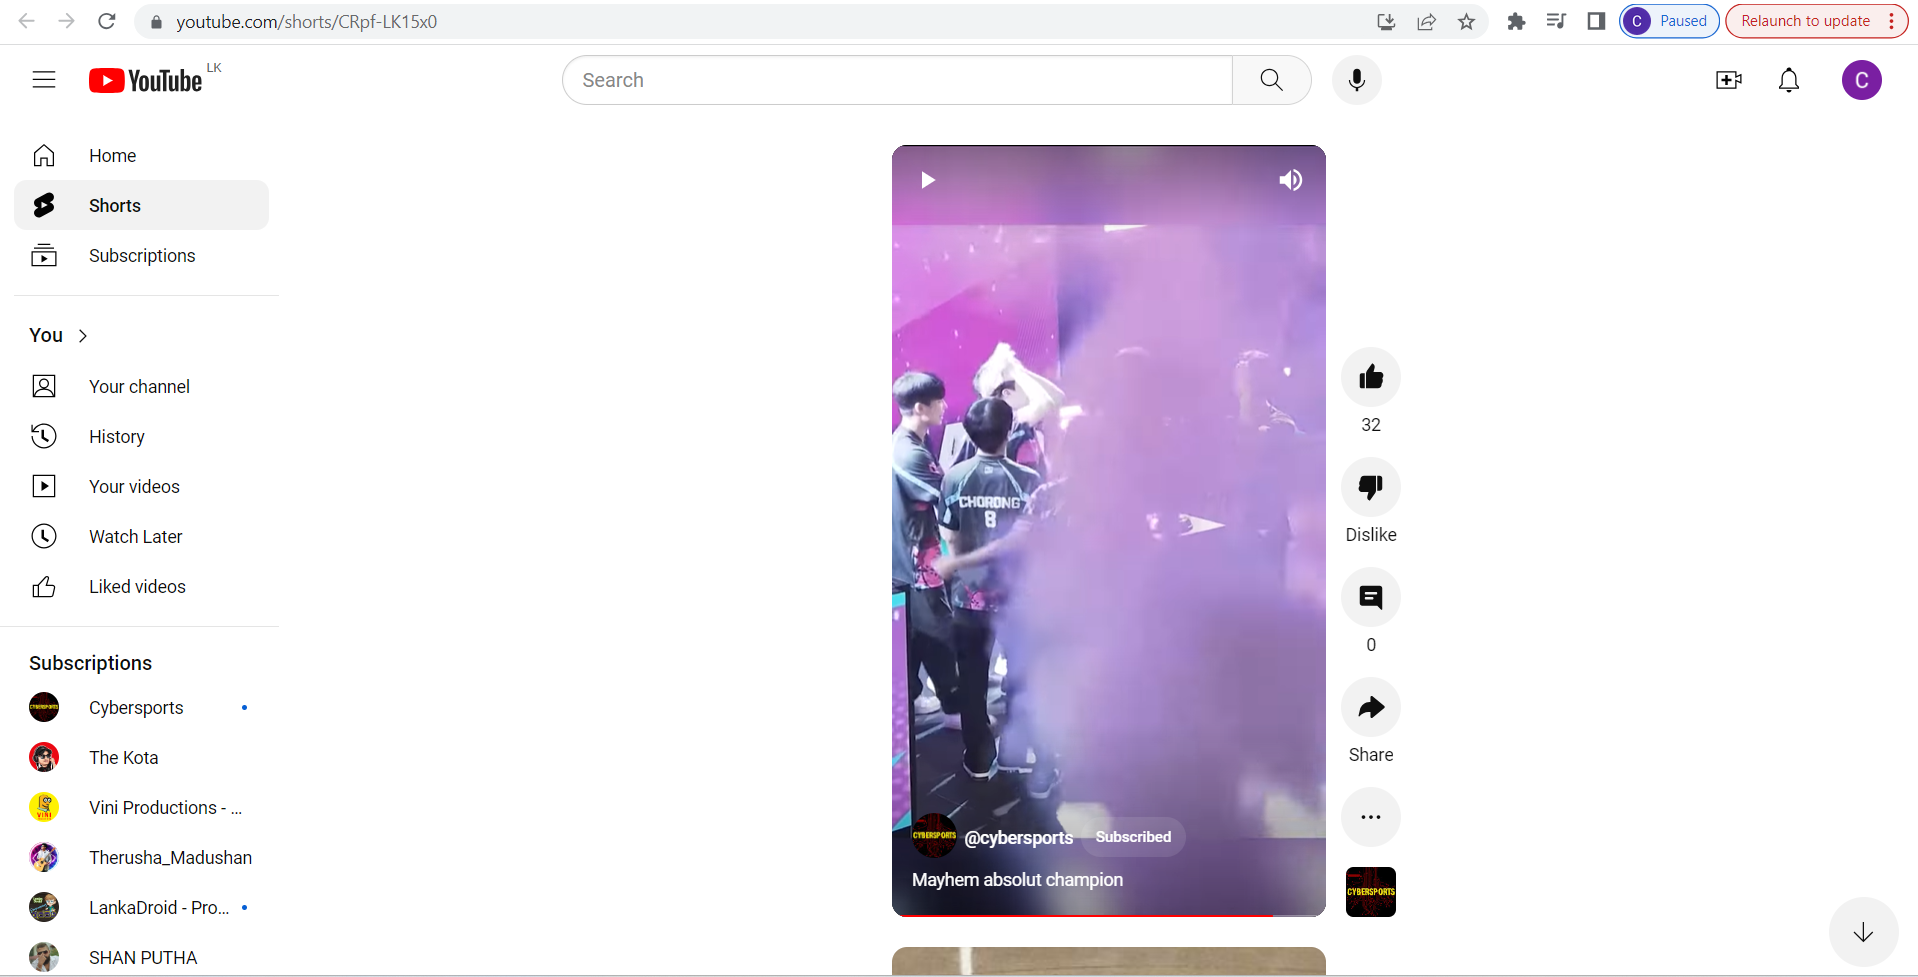 youtube.com/shorts/CRpf-LK15x0
C
Paused
Relaunch to update
YouTube
LK
Search
C
Home
Shorts
Subscriptions
You
Your channel
History
Your videos
Watch Later
Liked videos
Subscriptions
CYBERSPORTS
Cybersports
The Kota
VINI
Vini Productions - ...
Therusha_Madushan
LankaDroid - Pro...
SHAN PUTHA
CHORONG
8
CYBERSPORTS
@cybersports
Subscribed
Mayhem absolut champion
32
Dislike
0
Share
CYBERSPORTS